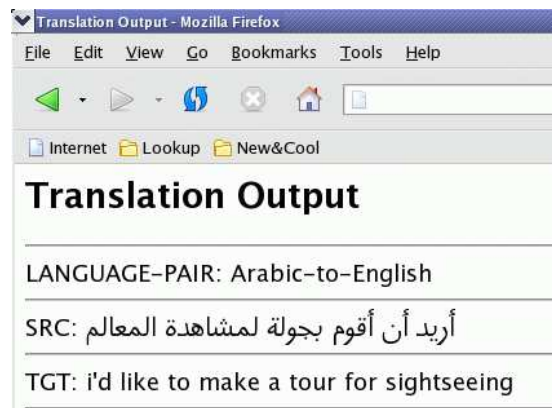 Translation Output - Mozilla Firefox
File Edit View Go Bookmarks Tools Help
Internet Lookup New&Cool
Translation Output
LANGUAGE-PAIR: Arabic-to-English
SRC: أريد أن أقوم بجولة لمشاهدة المعالم
TGT: i'd like to make a tour for sightseeing